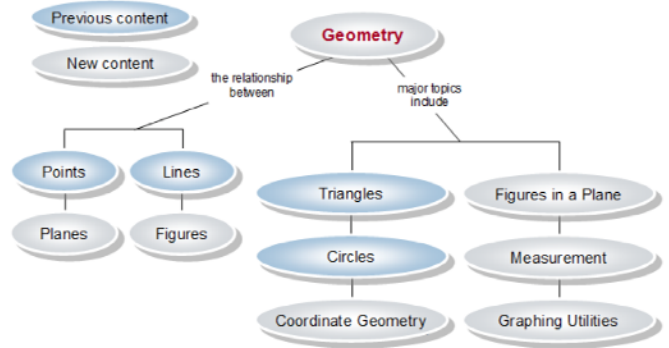 Previous content
New content
Geometry
the relationship
between
major topics
include
Points
Lines
Planes
Figures
Triangles
Figures in a Plane
Circles
Measurement
Coordinate Geometry
Graphing Utilities